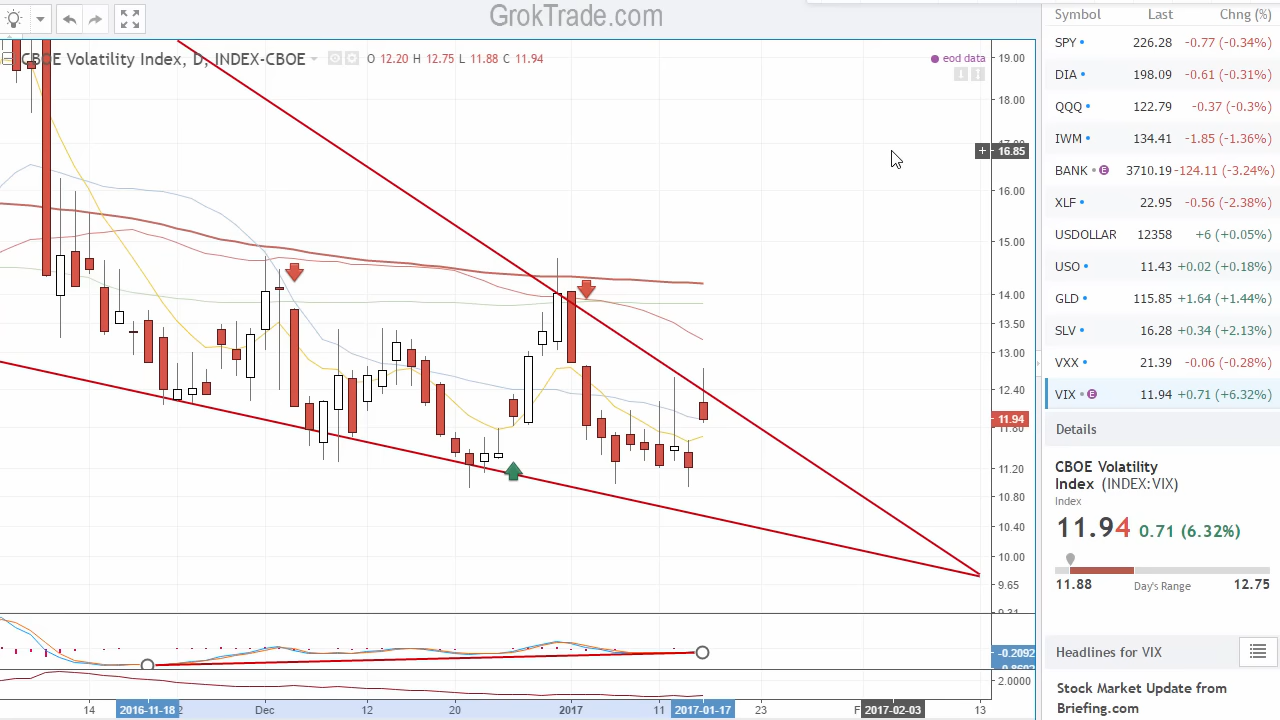 GrokTrade.com
CBOE Volatility Index, D, INDEX-CBOE O 12.20 H 12.75 L 11.88 C 11.94
eod data
19.00
18.00
16.85
16.00
15.00
14.00
13.50
13.00
12.40
11.94
11.80
11.20
10.80
10.40
10.00
9.65
9.31
-0.2092
2.0000
14 2016-11-18 Dec 12 20 2017 11 2017-01-17 23 F 2017-02-03 13
Symbol Last Chng (%)
SPY 226.28 -0.77 (-0.34%)
DIA 198.09 -0.61 (-0.31%)
QQQ 122.79 -0.37 (-0.3%)
IWM 134.41 -1.85 (-1.36%)
BANK E 3710.19 -124.11 (-3.24%)
XLF 22.95 -0.56 (-2.38%)
USDOLLAR 12358 +6 (+0.05%)
USO 11.43 +0.02 (+0.18%)
GLD 115.85 +1.64 (+1.44%)
SLV 16.28 +0.34 (+2.13%)
VXX 21.39 -0.06 (-0.28%)
VIX E 11.94 +0.71 (+6.32%)
Details
CBOE Volatility
Index (INDEX:VIX)
Index
11.94 0.71 (6.32%)
11.88 Day's Range 12.75
Headlines for VIX
Stock Market Update from
Briefing.com